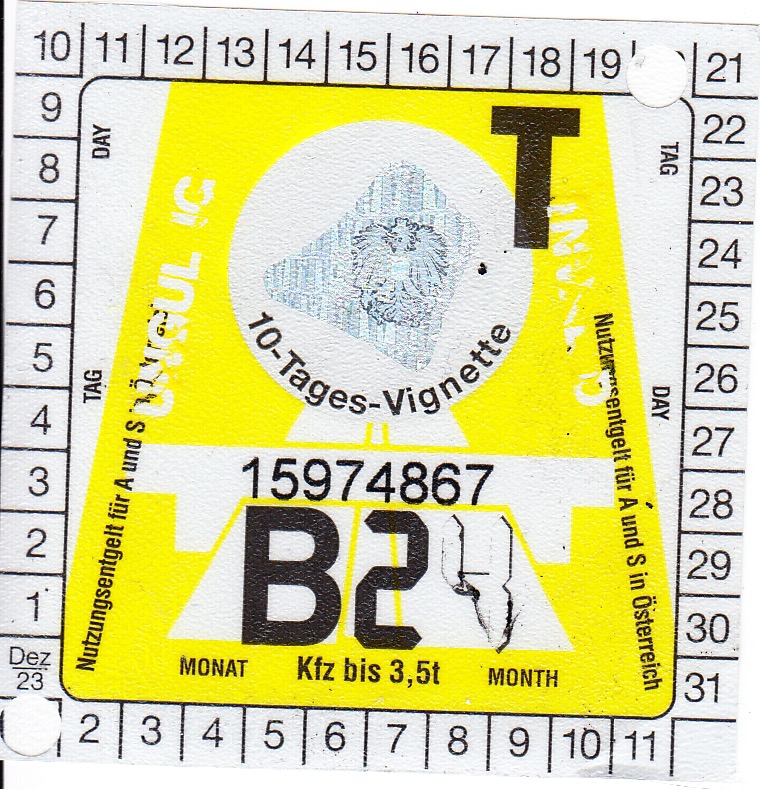 10 11 12 13 14 15 16 17 18 19 21
9
8
7
6
5
4
3
2
1
Dez
23
22
23
24
25
26
27
28
29
30
31
DAY
TAG
TAG
DAY
T
10-Tages-Vignette
15974867
B24
MONAT Kfz bis 3,5t MONTH
Nutzungsentgelt für A und S
Nutzungsentgelt für A und S in Österreich
2 3 4 5 6 7 8 9 10 11